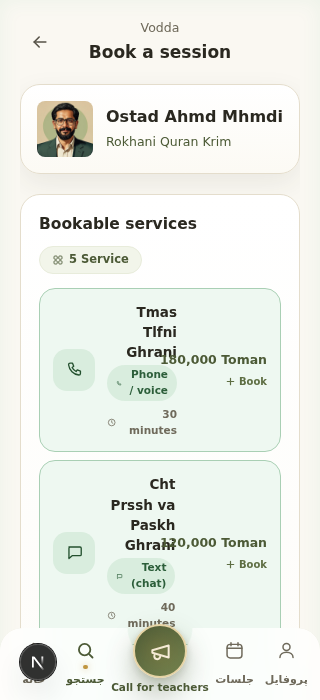 Vodda
Book a session
Ostad Ahmd Mhmdi
Rokhani Quran Krim
Bookable services
5 Service
Tmas
Tlfni
Ghrani
180,000 Toman
Phone
/ voice
+ Book
30
minutes
Cht
Prssh va
Paskh
Ghrani
120,000 Toman
Text
(chat)
+ Book
40
minutes
N
خانه
جستجو
Call for teachers
جلسات
پروفایل